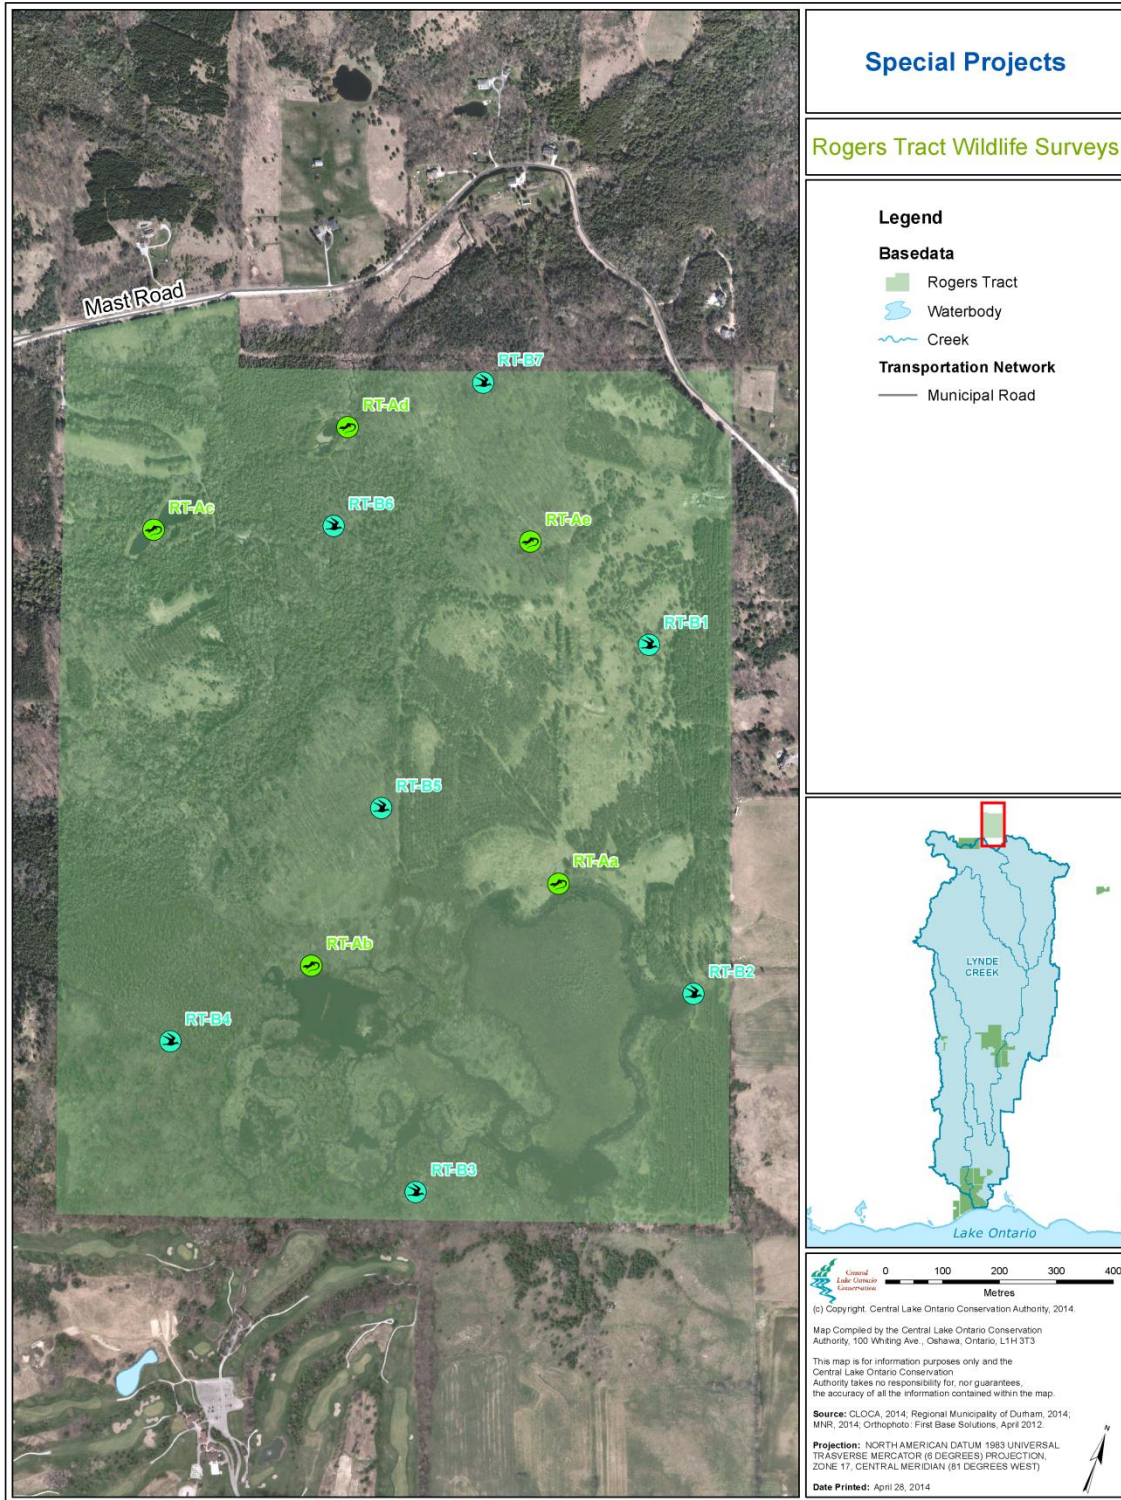 Special Projects
Rogers Tract Wildlife Surveys
Legend
Basedata
Rogers Tract
Waterbody
Creek
Transportation Network
Municipal Road
Mast Road
RT-B7
RT-Ad
RT-Ac
RT-B6
RT-Ae
RT-B1
RT-B5
RT-Aa
RT-Ab
RT-B2
RT-B4
RT-B3
LYNDE
CREEK
Lake Ontario
Central
Lake Ontario
Conservation
0 100 200 300 400
Metres
(c) Copyright. Central Lake Ontario Conservation Authority, 2014.
Map Compiled by the Central Lake Ontario Conservation
Authority, 100 Whiting Ave., Oshawa, Ontario, L1H 3T3
This map is for information purposes only and the
Central Lake Ontario Conservation
Authority takes no responsibility for, nor guarantees,
the accuracy of all the information contained within the map.
Source: CLOCA, 2014; Regional Municipality of Durham, 2014;
MNR, 2014; Orthophoto: First Base Solutions, April 2012.
Projection: NORTH AMERICAN DATUM 1983 UNIVERSAL
TRASVERSE MERCATOR (6 DEGREES) PROJECTION,
ZONE 17, CENTRAL MERIDIAN (81 DEGREES WEST)
N
Date Printed: April 28, 2014